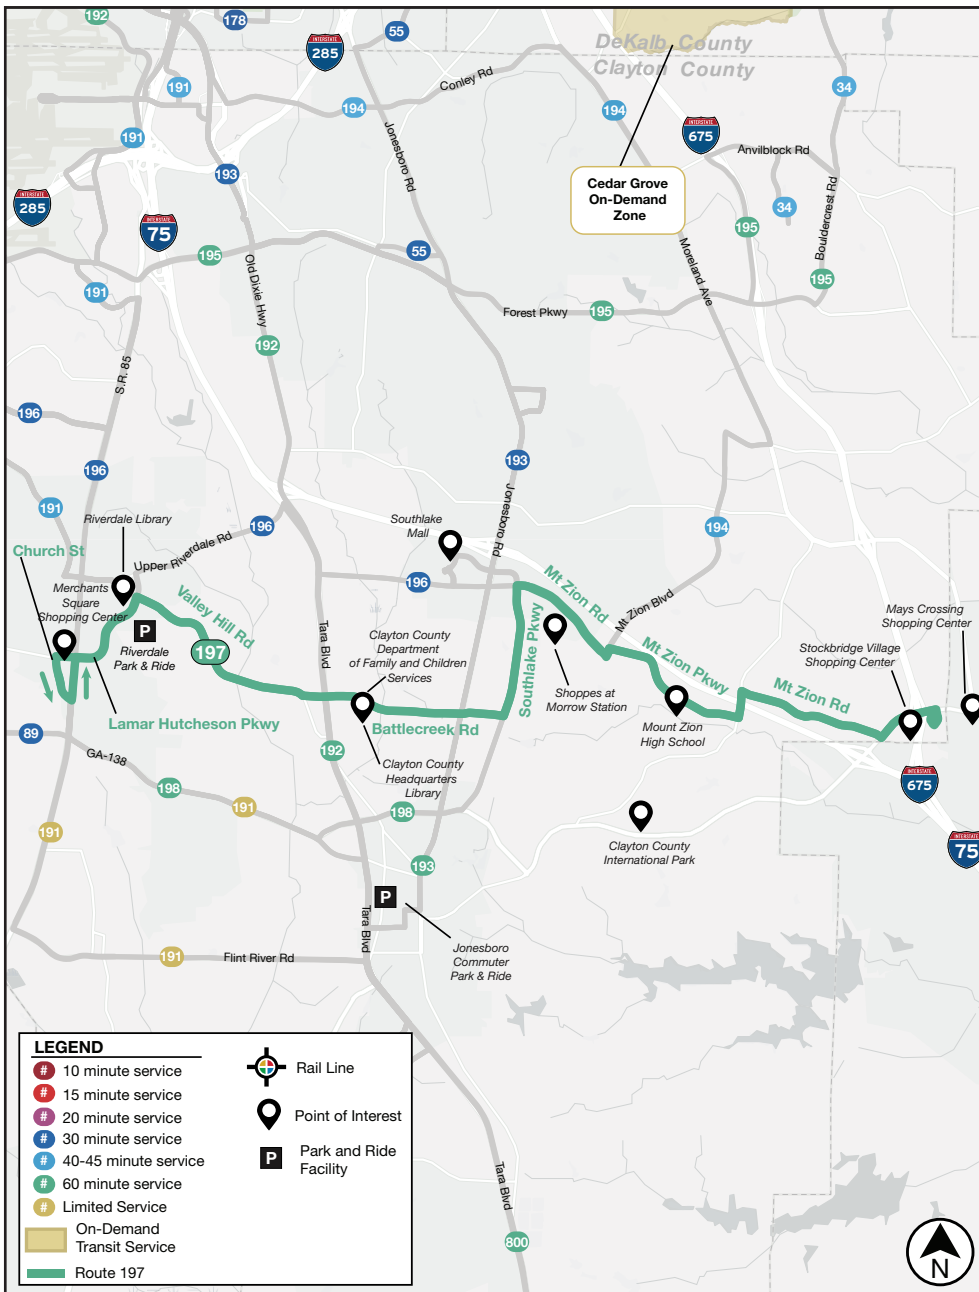 192
178
55
INTERSTATE
285
DeKalb County
Clayton County
Conley Rd
191
194
194
34
Jonesboro Rd
191
INTERSTATE
675
Anvilblock Rd
193
Cedar Grove
On-Demand
Zone
INTERSTATE
285
34
Bouldercrest Rd
INTERSTATE
75
195
55
195
Moreland Ave
Old Dixie Hwy
191
195
Forest Pkwy
195
192
S.R. 85
196
193
196
191
Riverdale Library
196
Southlake
Mall
Jonesboro Rd
194
Upper Riverdale Rd
Church St
Merchants
Square
Shopping Center
196
Mt Zion Rd
Mt Zion Blvd
Valley Hill Rd
P
Riverdale
Park & Ride
197
Tara Blvd
Clayton County
Department
of Family and Children
Services
Southlake Pkwy
Mays Crossing
Shopping Center
Stockbridge Village
Shopping Center
Mt Zion Pkwy
Mt Zion Rd
Shoppes at
Morrow Station
Lamar Hutcheson Pkwy
Battlecreek Rd
Mount Zion
High School
89
GA-138
192
Clayton County
Headquarters
Library
198
INTERSTATE
675
191
198
191
Clayton County
International Park
INTERSTATE
75
193
P
Tara Blvd
Jonesboro
Commuter
Park & Ride
191
Flint River Rd
LEGEND
# 10 minute service
# 15 minute service
# 20 minute service
# 30 minute service
# 40-45 minute service
# 60 minute service
# Limited Service
On-Demand
Transit Service
Route 197
Rail Line
Point of Interest
P Park and Ride
Facility
Tara Blvd
800
N